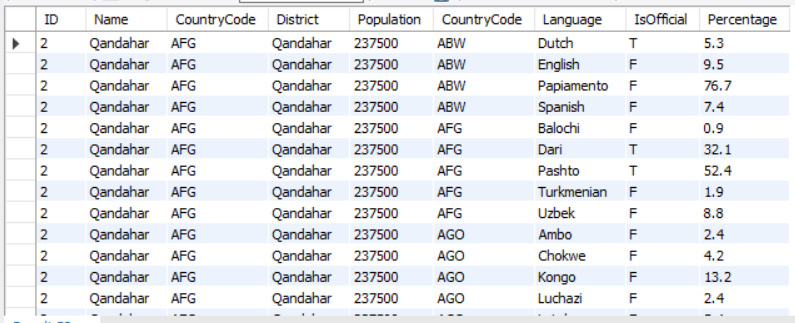 ID Name CountryCode District Population CountryCode Language IsOfficial Percentage
2 Qandahar AFG Qandahar 237500 ABW Dutch T 5.3
2 Qandahar AFG Qandahar 237500 ABW English F 9.5
2 Qandahar AFG Qandahar 237500 ABW Papiamento F 76.7
2 Qandahar AFG Qandahar 237500 ABW Spanish F 7.4
2 Qandahar AFG Qandahar 237500 AFG Balochi F 0.9
2 Qandahar AFG Qandahar 237500 AFG Dari T 32.1
2 Qandahar AFG Qandahar 237500 AFG Pashto T 52.4
2 Qandahar AFG Qandahar 237500 AFG Turkmenian F 1.9
2 Qandahar AFG Qandahar 237500 AFG Uzbek F 8.8
2 Qandahar AFG Qandahar 237500 AGO Ambo F 2.4
2 Qandahar AFG Qandahar 237500 AGO Chokwe F 4.2
2 Qandahar AFG Qandahar 237500 AGO Kongo F 13.2
2 Qandahar AFG Qandahar 237500 AGO Luchazi F 2.4